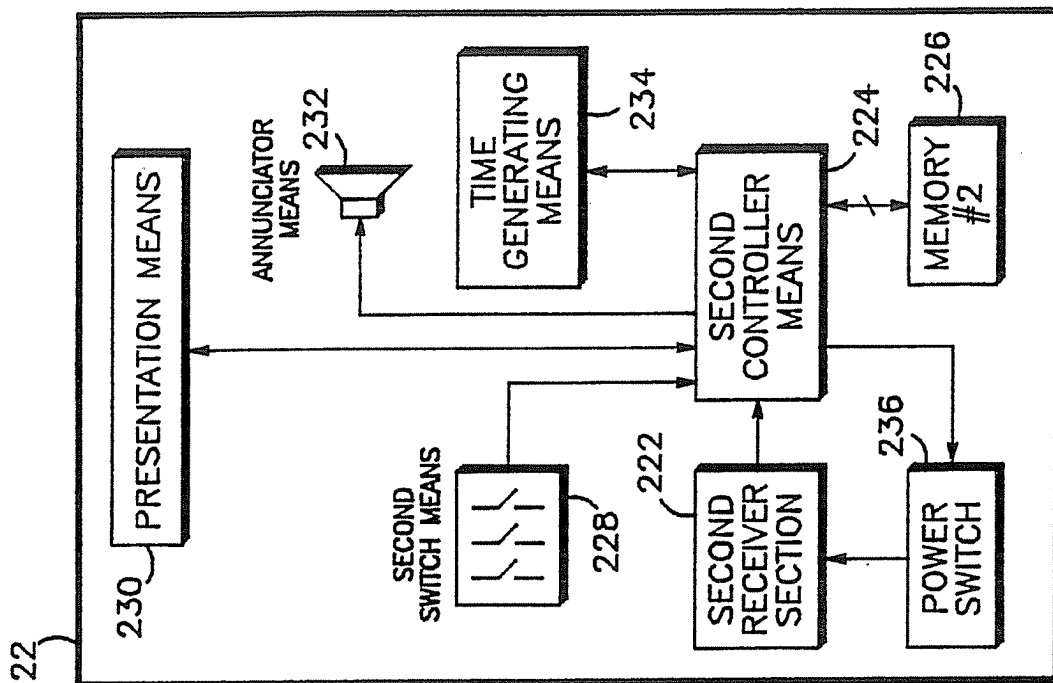 22
PRESENTATION MEANS
230
ANNUNCIATOR
MEANS
232
TIME
GENERATING
MEANS
234
SECOND
SWITCH MEANS
228
SECOND
CONTROLLER
MEANS
224
222
SECOND
RECEIVER
SECTION
236
POWER
SWITCH
MEMORY
#2
226